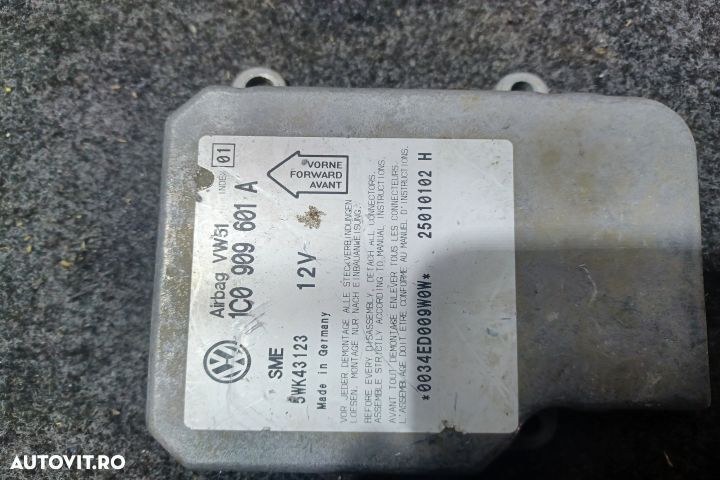 Airbag VW51
INDEX 01
1C0 909 601 A
SME
5WK43123
12V
Made in Germany
VORNE
FORWARD
AVANT
VOR JEDER DEMONTAGE ALLE STECKVERBINDUNGEN
LOESEN. MONTAGE NUR NACH EINBAUANWEISUNG.
BEFORE EVERY DISASSEMBLY, DETACH ALL CONNECTORS.
ASSEMBLE STRICTLY ACCORDING TO MANUAL INSTRUCTIONS.
AVANT TOUT DEMONTAGE ENLEVER TOUS LES CONNECTEURS.
L'ASSEMBLAGE DOIT ETRE CONFORME AU MANUEL D'INSTRUCTIONS.
*0034ED009W0W* 25010102 H
AUTOVIT.RO